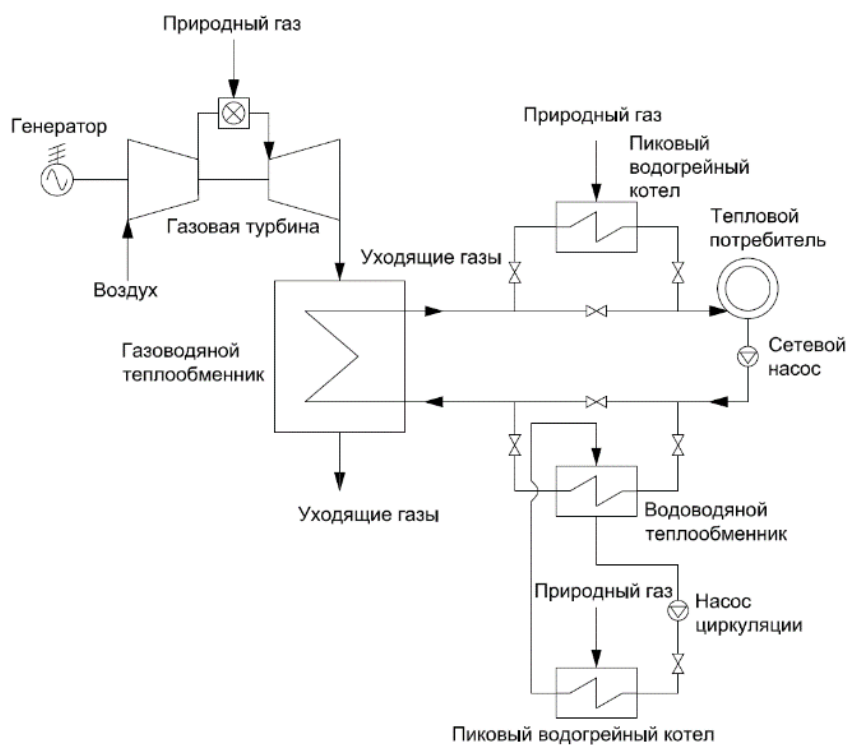 Природный газ
Генератор
Газовая турбина
Воздух
Природный газ
Пиковый
водогрейный
котел
Тепловой
потребитель
Уходящие газы
Газоводяной
теплообменник
Сетевой
насос
Уходящие газы
Водоводяной
теплообменник
Природный газ
Насос
циркуляции
Пиковый водогрейный котел